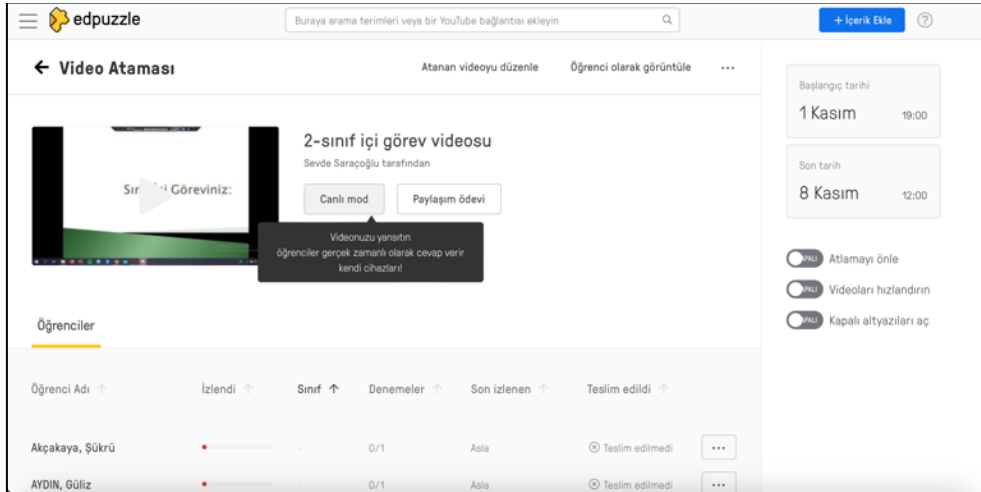 edpuzzle
Buraya arama terimleri veya bir YouTube bağlantısı ekleyin
+ İçerik Ekle
?
Video Ataması
Atanan videoyu düzenle
Öğrenci olarak görüntüle
...
Başlangıç tarihi
1 Kasım 19:00
Son tarih
8 Kasım 12:00
Göreviniz:
2-sınıf içi görev videosu
Sevde Saraçoğlu tarafından
Canlı mod
Paylaşım ödevi
Videonuzu yansıtın
öğrenciler gerçek zamanlı olarak cevap verir
kendi cihazları!
Atlamayı önle
Videoları hızlandırın
Kapalı altyazıları aç
Öğrenciler
Öğrenci Adı İzlendi Sınıf Denemeler Son izlenen Teslim edildi
Akçakaya, Şükrü - 0/1 Asla Teslim edilmedi ...
AYDIN, Güliz - 0/1 Asla Teslim edilmedi ...